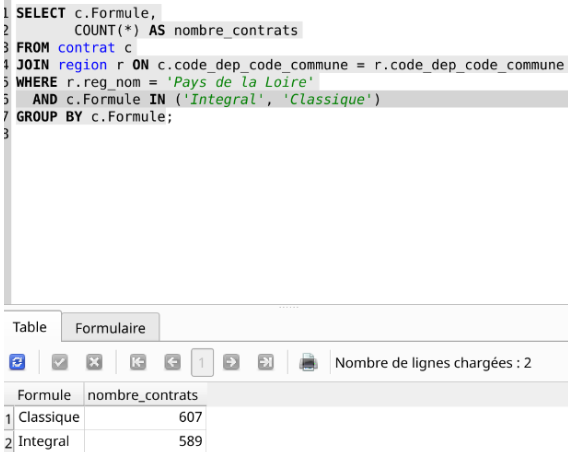 1 SELECT c.Formule,
2 COUNT(*) AS nombre_contrats
3 FROM contrat c
4 JOIN region r ON c.code_dep_code_commune = r.code_dep_code_commune
5 WHERE r.reg_nom = 'Pays de la Loire'
6 AND c.Formule IN ('Integral', 'Classique')
7 GROUP BY c.Formule;
8
Table Formulaire
1 Nombre de lignes chargées : 2
Formule nombre_contrats
1 Classique 607
2 Integral 589